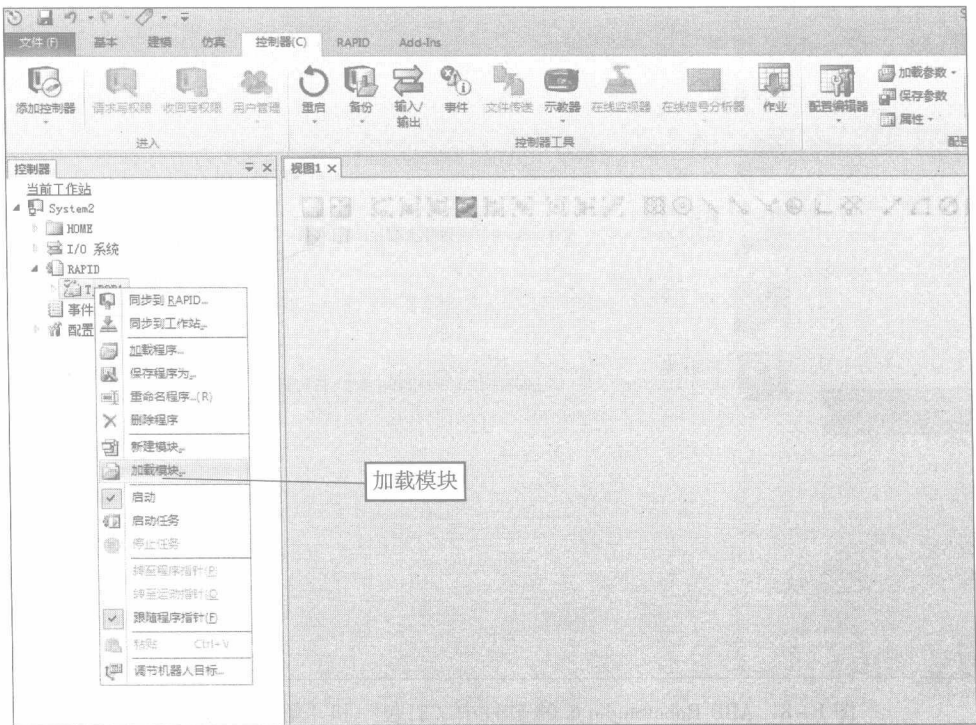 S
文件(F) 基本 建模 仿真 控制器(C) RAPID Add-Ins
添加控制器 请求写权限 收回写权限 用户管理 重启 备份 输入/输出 事件 文件传送 示教器 在线监视器 在线信号分析器 作业 配置编辑器 加载参数
保存参数
属性
进入 控制器工具 配置
控制器 视图1
当前工作站
System2
HOME
I/O 系统
RAPID
事件
配置
同步到 RAPID...
同步到工作站...
加载程序...
保存程序为...
重命名程序...(R)
删除程序
新建模块...
加载模块...
加载模块
启动
启动任务
停止任务
转至程序指针(P)
转至运动指针(O
跟随程序指针(F)
粘贴 Ctrl+V
调节机器人目标...